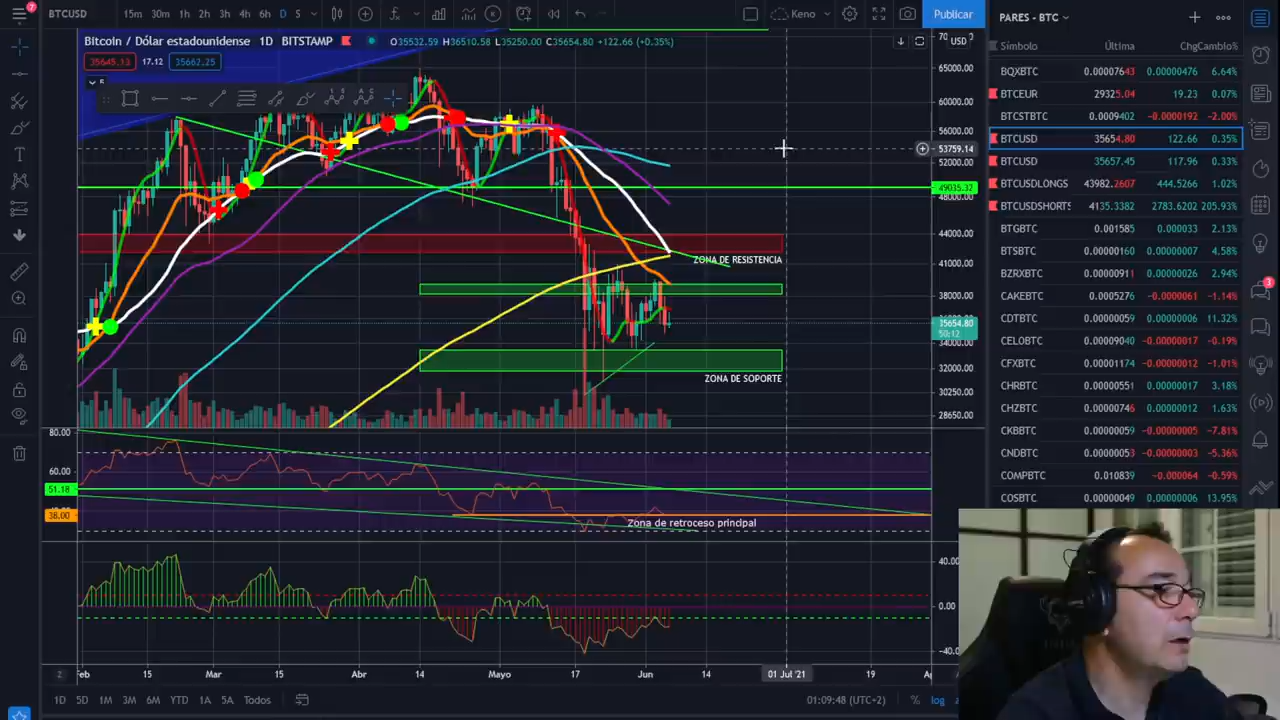 7
BTCUSD
15m 30m 1h 2h 3h 4h 6h D S
Keno
Publicar
PARES - BTC
Bitcoin / Dólar estadounidense 1D BITSTAMP
O35532.59 H36510.58 L35250.00 C35654.80 +122.66 (+0.35%)
USD
35645.13 17.12 35662.25
5
65000.00
60000.00
56000.00
53759.14
52000.00
49035.32
48000.00
44000.00
41000.00
38000.00
35654.80
50:12
34000.00
32000.00
30250.00
28650.00
ZONA DE RESISTENCIA
ZONA DE SOPORTE
80.00
60.00
51.18
38.00
Zona de retroceso principal
40.00
0.00
-40.00
2
Feb 15 Mar 15 Abr 14 Mayo 17 Jun 14 01 Jul '21 19
1D 5D 1M 3M 6M YTD 1A 5A Todos
01:09:48 (UTC+2)
% log
Símbolo Última Chg Cambio%
BQXBTC 0.00007643 0.00000476 6.64%
BTCEUR 29325.04 19.23 0.07%
BTCSTBTC 0.0009402 -0.0000192 -2.00%
BTCUSD 35654.80 122.66 0.35%
BTCUSD 35657.45 117.96 0.33%
BTCUSDLONGS 43982.2607 444.5266 1.02%
BTCUSDSHORTS 4135.3382 2783.6202 205.93%
BTGBTC 0.001585 0.000033 2.13%
BTSBTC 0.00000160 0.00000007 4.58%
BZRXBTC 0.00000911 0.00000026 2.94%
CAKEBTC 0.0005276 -0.0000061 -1.14%
CDTBTC 0.00000059 0.00000006 11.32%
CELOBTC 0.00009040 -0.00000017 -0.19%
CFXBTC 0.00001174 -0.00000012 -1.01%
CHRBTC 0.00000551 0.00000017 3.18%
CHZBTC 0.00000746 0.00000012 1.63%
CKBBTC 0.00000059 -0.00000005 -7.81%
CNDBTC 0.00000053 -0.00000003 -5.36%
COMPBTC 0.010839 -0.000064 -0.59%
COSBTC 0.00000049 0.00000006 13.95%
3